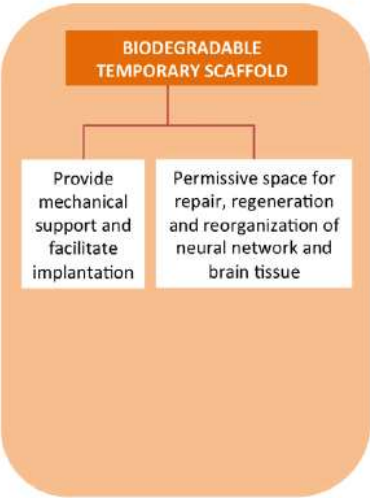 BIODEGRADABLE
TEMPORARY SCAFFOLD
Provide
mechanical
support and
facilitate
implantation
Permissive space for
repair, regeneration
and reorganization of
neural network and
brain tissue